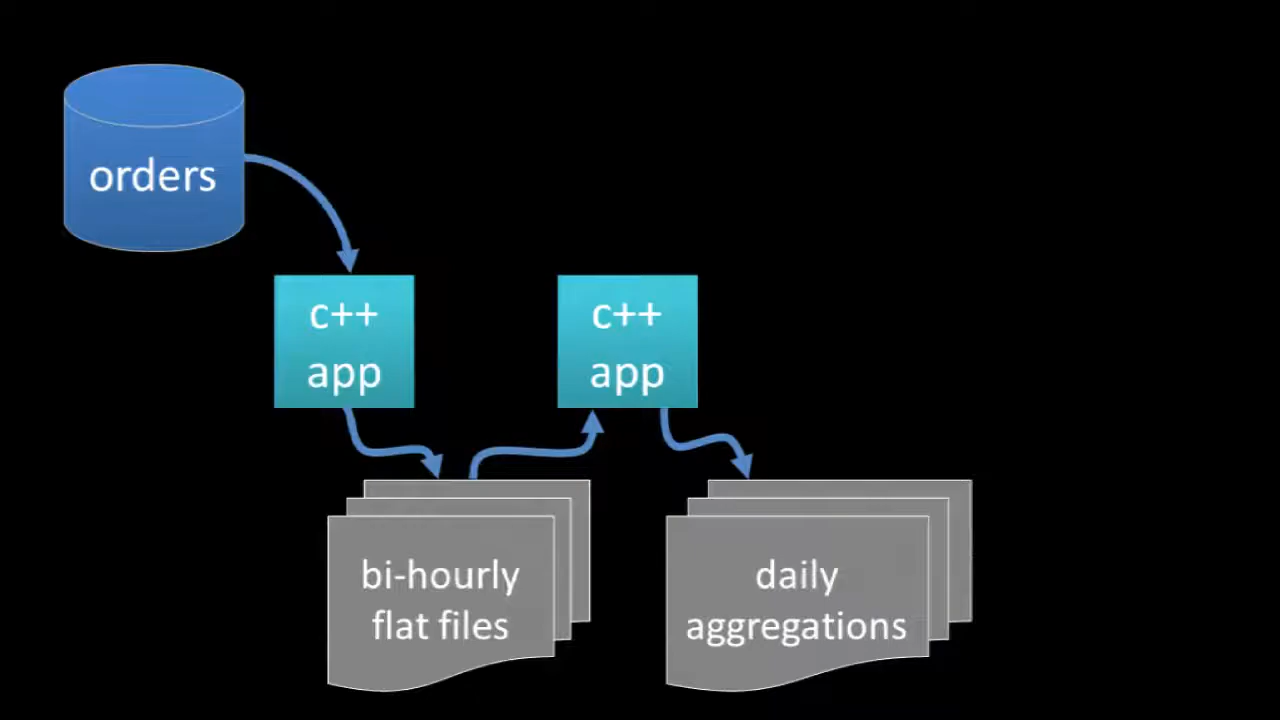 orders
c++
app
c++
app
bi-hourly
flat files
daily
aggregations